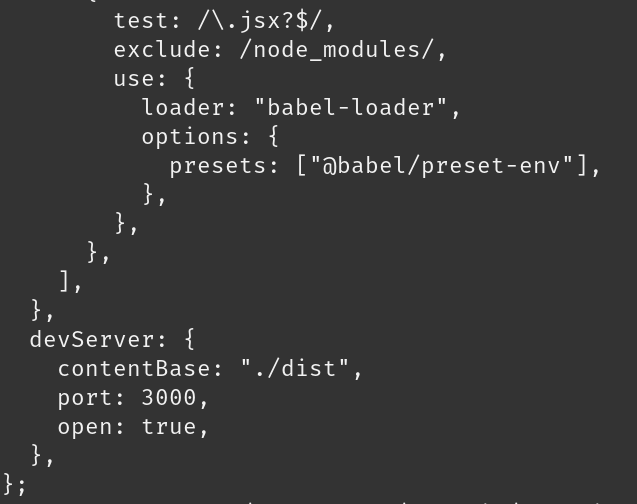 {
test: /\.jsx?$/,
exclude: /node_modules/,
use: {
loader: "babel-loader",
options: {
presets: ["@babel/preset-env"],
},
},
},
],
},
devServer: {
contentBase: "./dist",
port: 3000,
open: true,
},
};